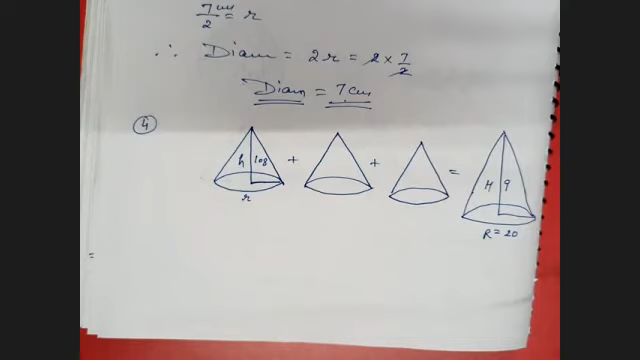 7cm/2 = r
∴ Diam = 2r = 2 × 7/2
Diam = 7cm
4
h 108 + + = H 9
r
R = 20
=